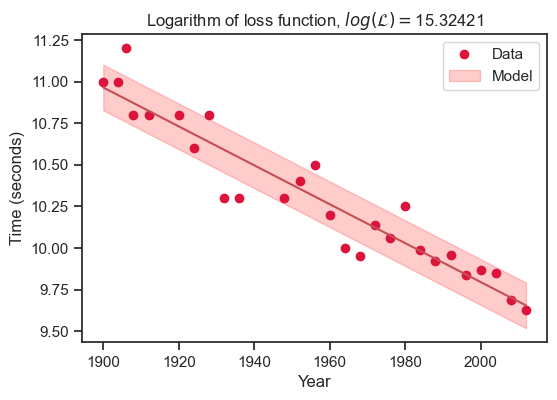 Logarithm of loss function, log(ℒ) = 15.32421
Data
Model
Time (seconds)
11.25
11.00
10.75
10.50
10.25
10.00
9.75
9.50
1900
1920
1940
1960
1980
2000
Year